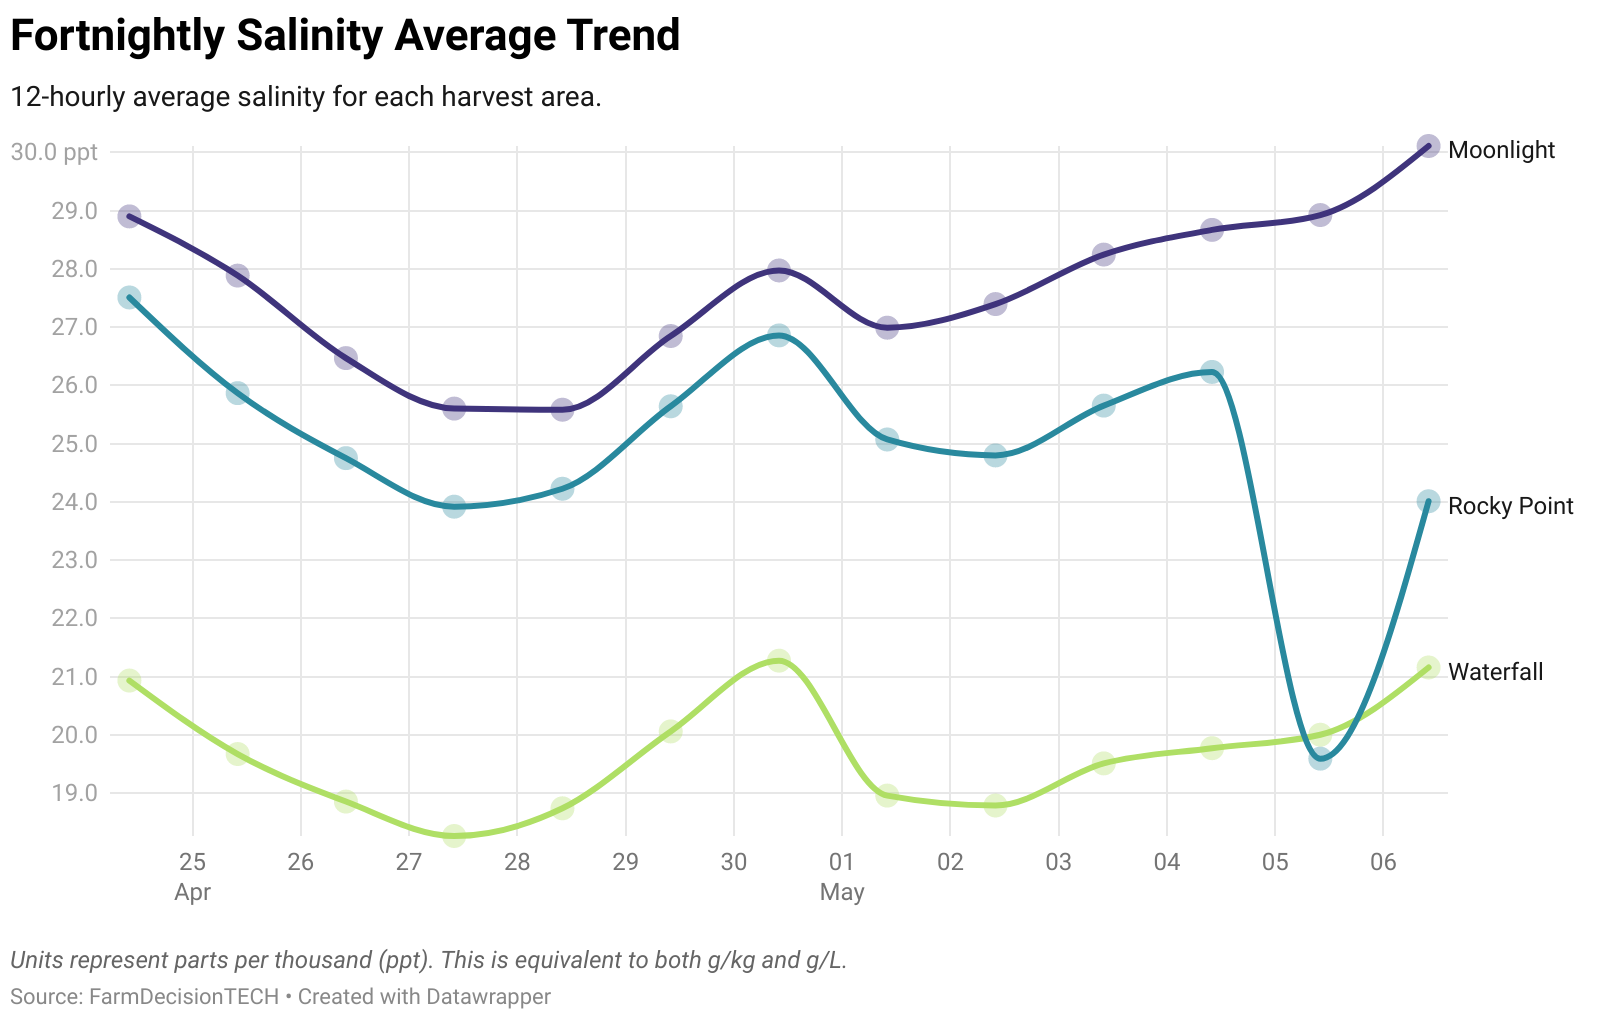 Fortnightly Salinity Average Trend
12-hourly average salinity for each harvest area.
30.0 ppt
29.0
28.0
27.0
26.0
25.0
24.0
23.0
22.0
21.0
20.0
19.0
Moonlight
Rocky Point
Waterfall
25 26 27 28 29 30 01 02 03 04 05 06
Apr May
Units represent parts per thousand (ppt). This is equivalent to both g/kg and g/L.
Source: FarmDecisionTECH • Created with Datawrapper